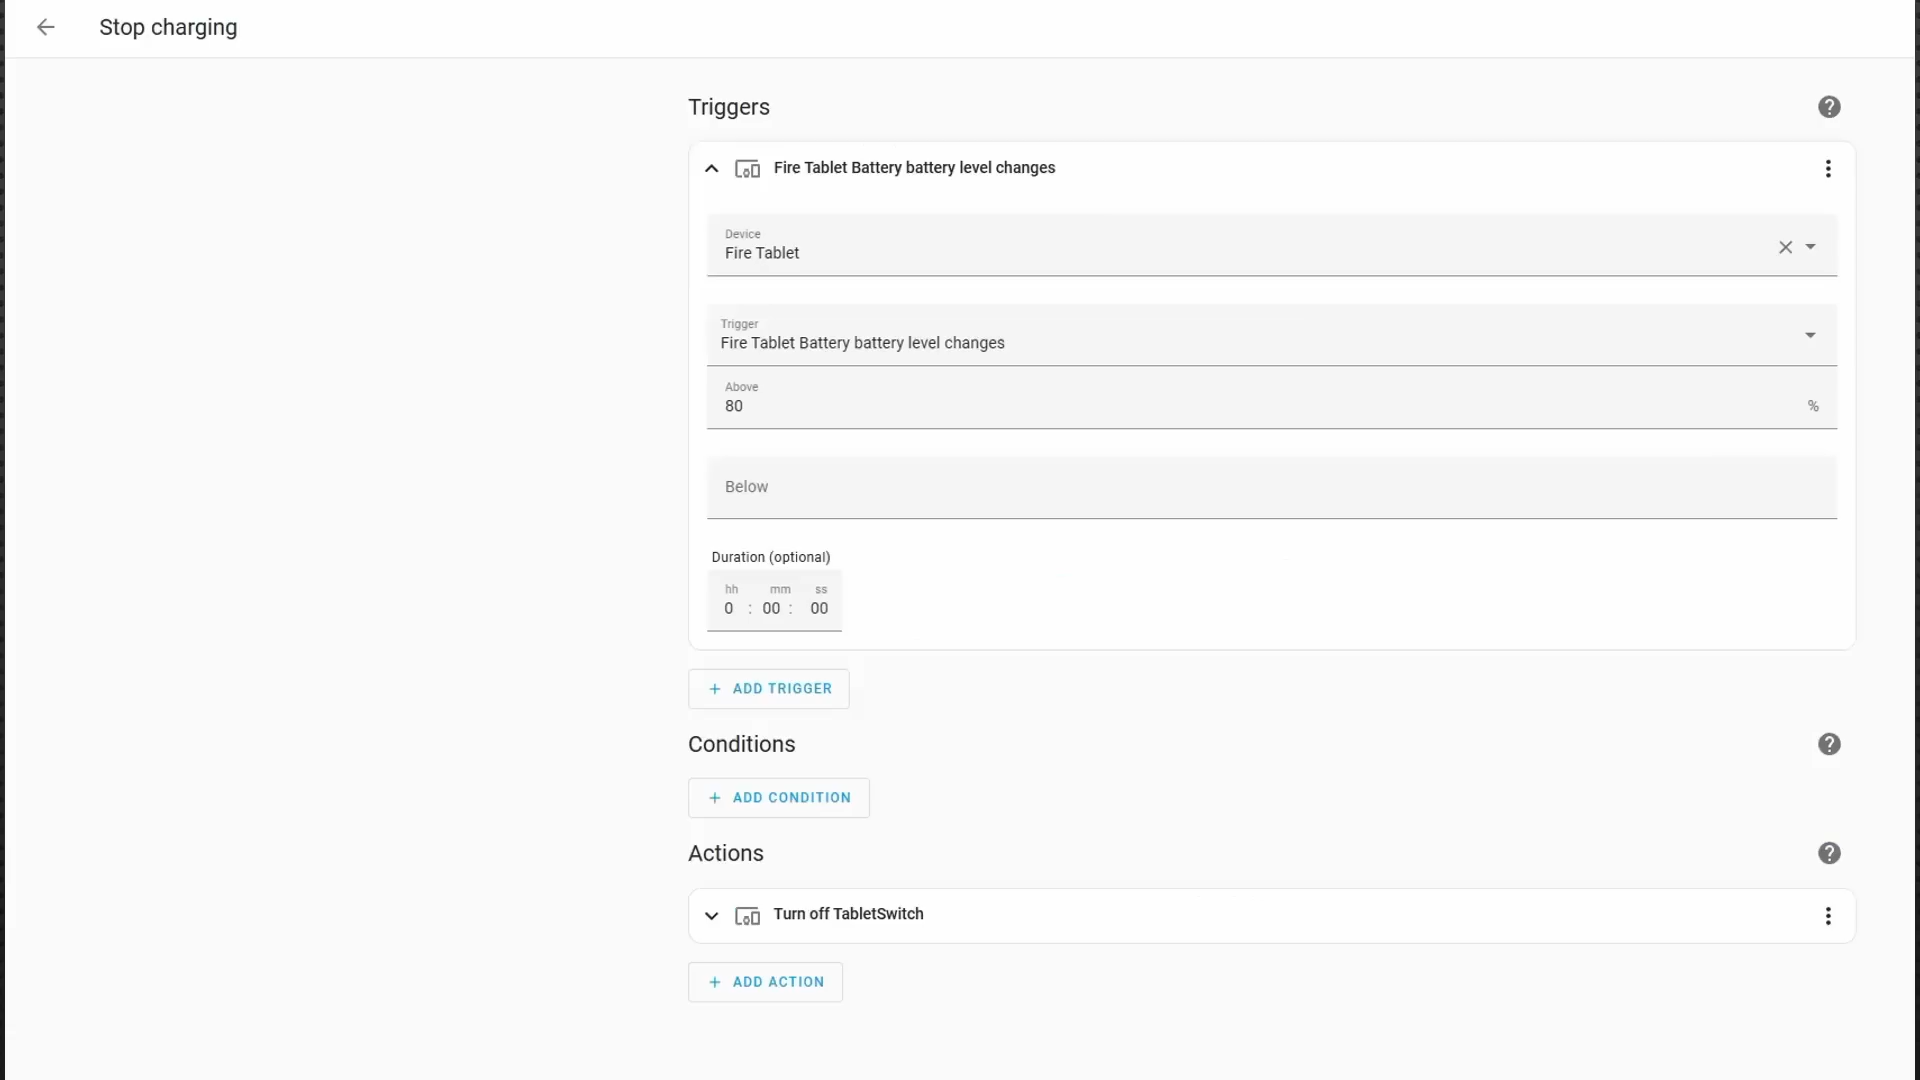 Stop charging
Triggers
Fire Tablet Battery battery level changes
Device
Fire Tablet
Trigger
Fire Tablet Battery battery level changes
Above
80
%
Below
Duration (optional)
hh mm ss
0 : 00 : 00
+ ADD TRIGGER
Conditions
+ ADD CONDITION
Actions
Turn off TabletSwitch
+ ADD ACTION